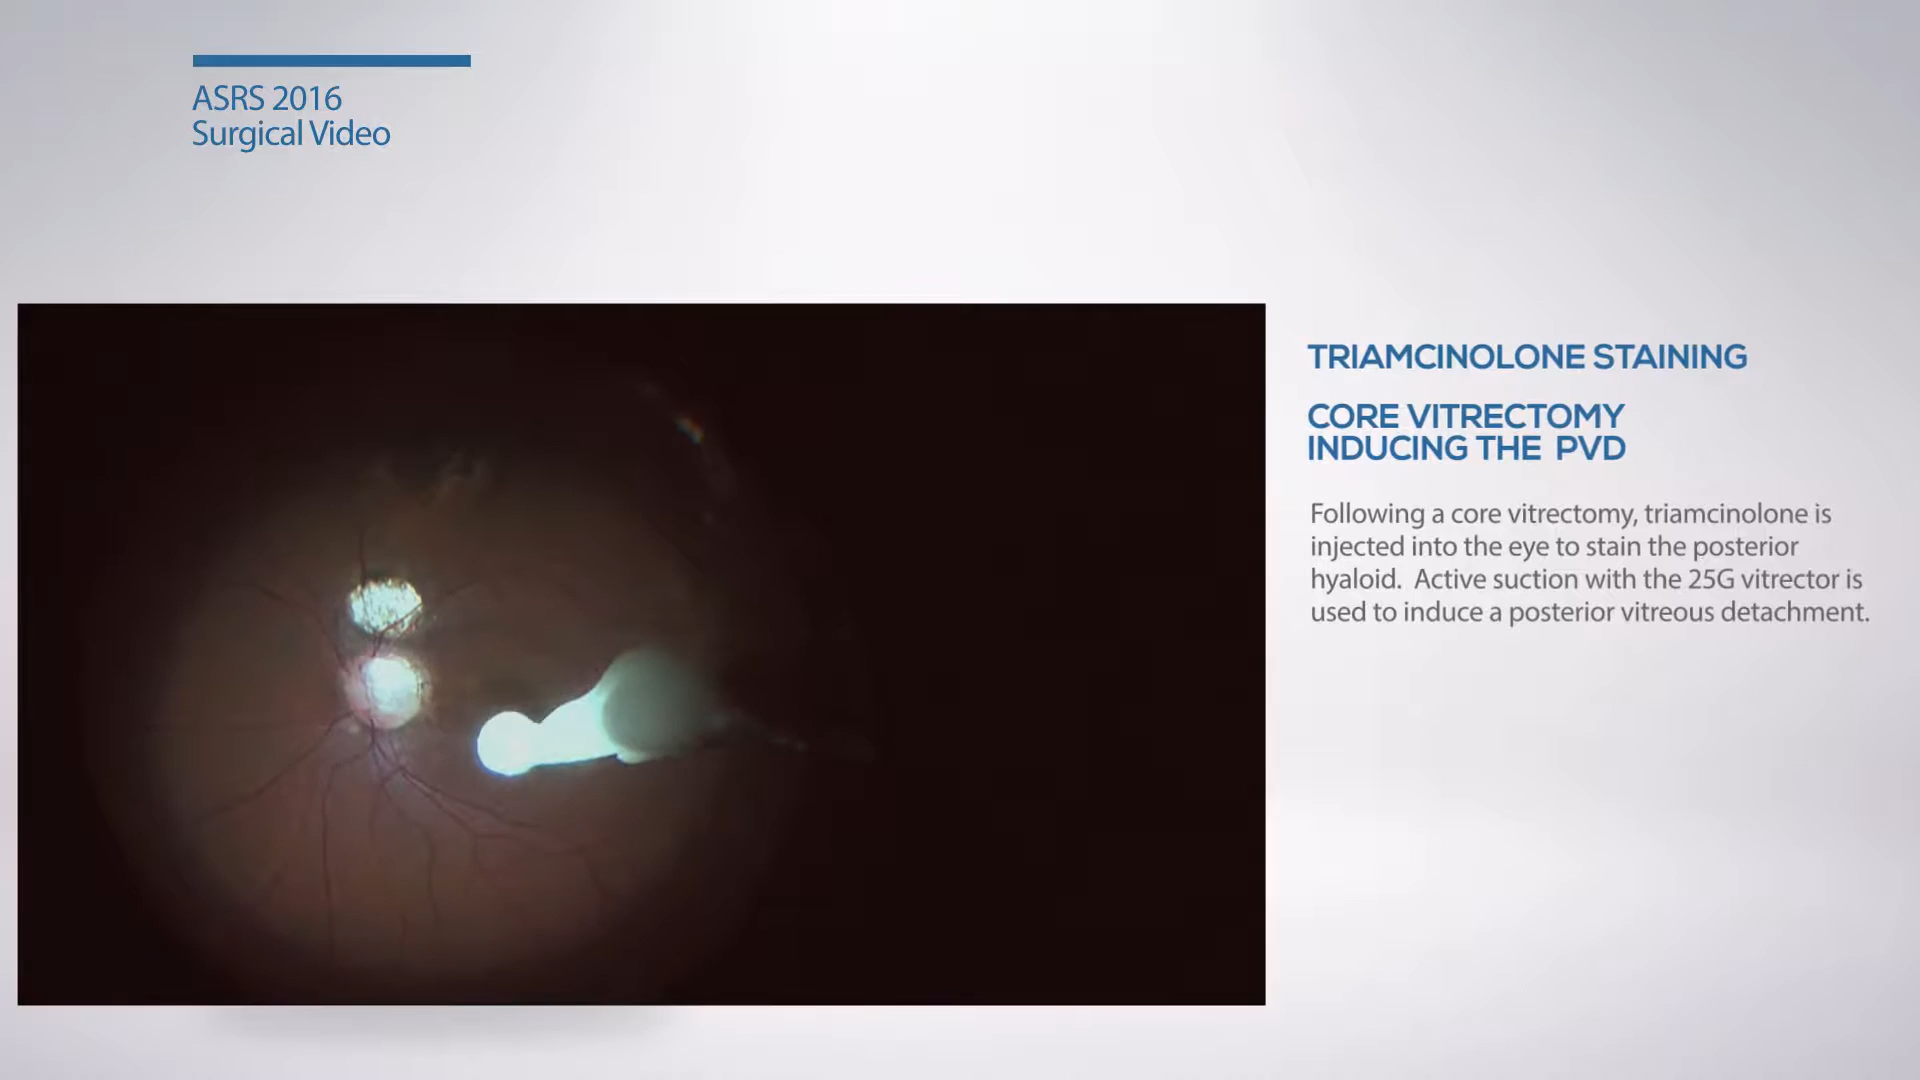 ASRS 2016
Surgical Video
TRIAMCINOLONE STAINING
CORE VITRECTOMY
INDUCING THE PVD
Following a core vitrectomy, triamcinolone is
injected into the eye to stain the posterior
hyaloid. Active suction with the 25G vitrector is
used to induce a posterior vitreous detachment.